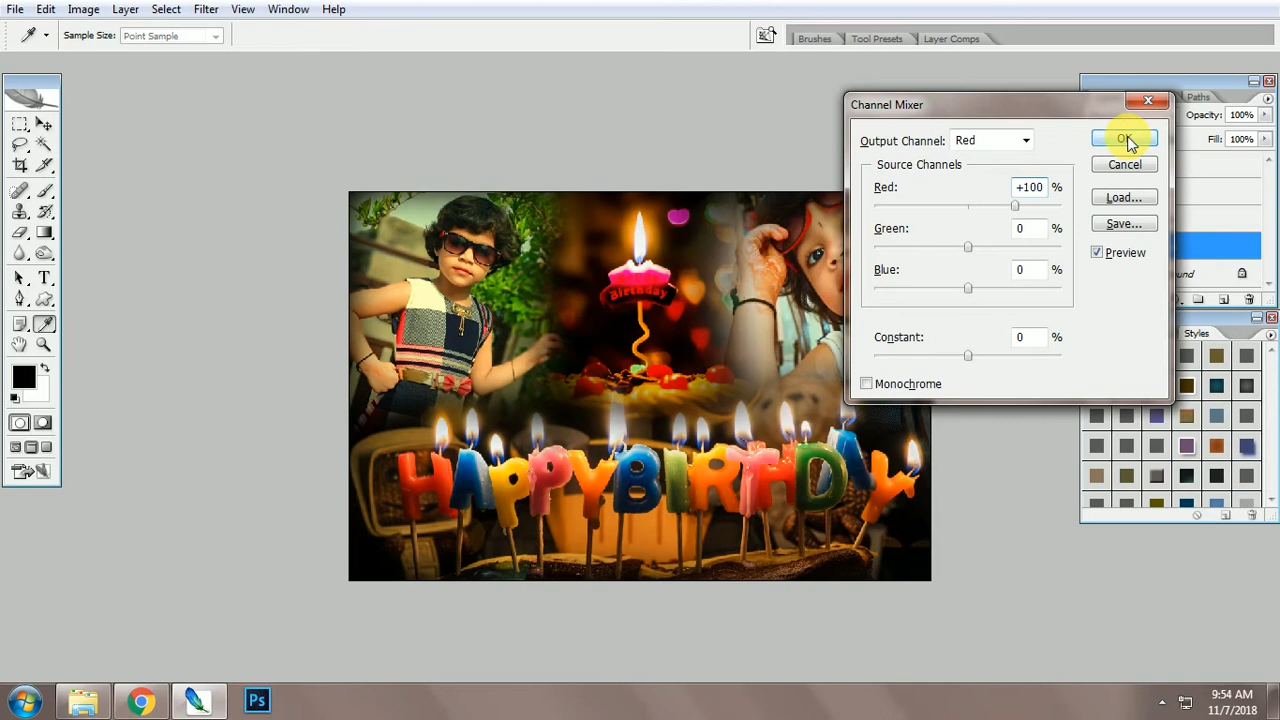 File Edit Image Layer Select Filter View Window Help
Sample Size: Point Sample
Brushes Tool Presets Layer Comps
Paths
Opacity: 100%
Fill: 100%
Channel Mixer
Output Channel: Red
OK
Source Channels
Cancel
Red: +100 %
Load...
Green: 0 %
Save...
Preview
Blue: 0 %
Constant: 0 %
Monochrome
Styles
Birthday
HAPPY BIRTHDAY
T
Ps
9:54 AM
11/7/2018